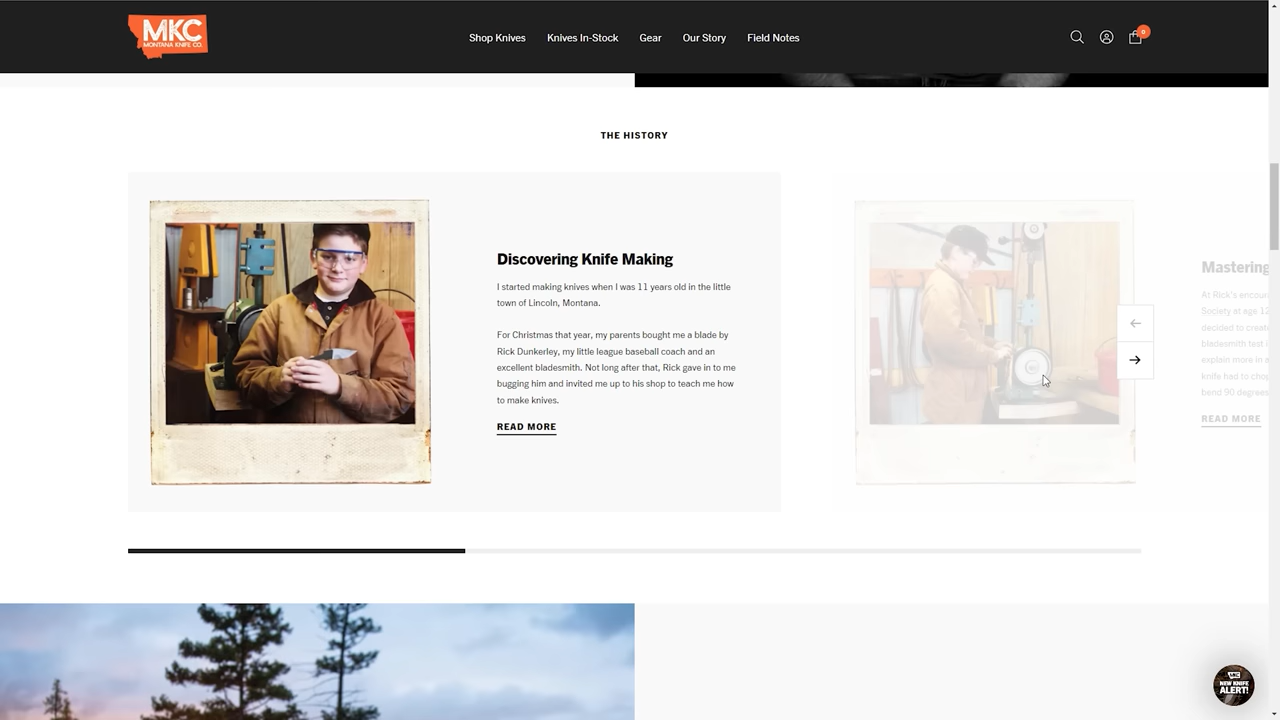 MKC
MONTANA KNIFE CO.
Shop Knives
Knives In-Stock
Gear
Our Story
Field Notes
0
THE HISTORY
Discovering Knife Making
I started making knives when I was 11 years old in the little
town of Lincoln, Montana.
For Christmas that year, my parents bought me a blade by
Rick Dunkerley, my little league baseball coach and an
excellent bladesmith. Not long after that, Rick gave in to me
bugging him and invited me up to his shop to teach me how
to make knives.
READ MORE
Mastering
At Rick's encou
Society at age 12
decided to creat
bladesmith test i
explain more in a
knife had to chop
bend 90 degrees
READ MORE
MKC
NEW KNIFE
ALERT!